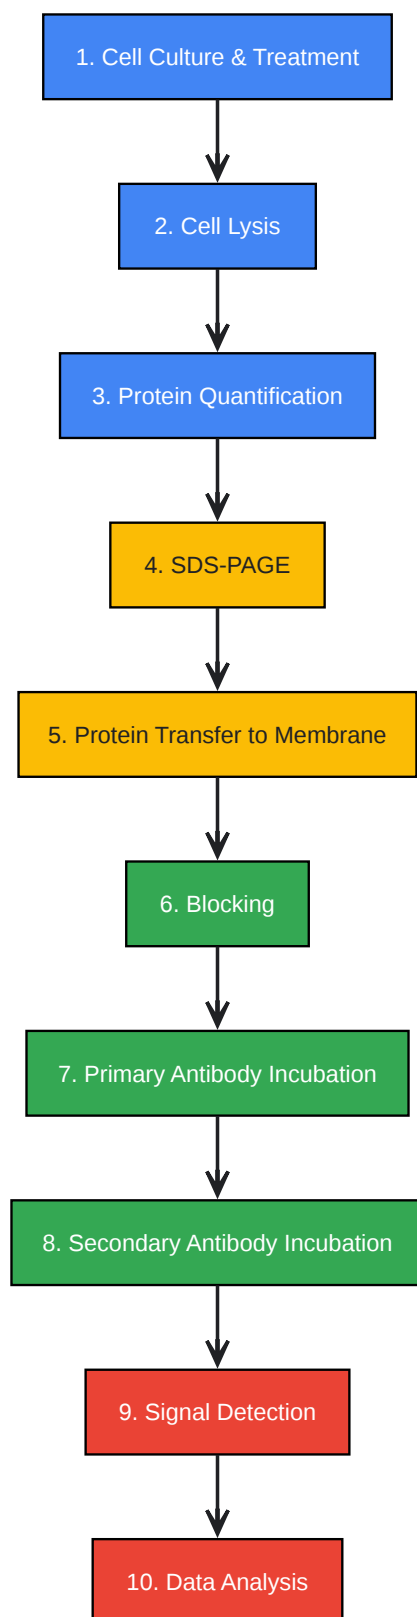 1. Cell Culture & Treatment
2. Cell Lysis
3. Protein Quantification
4. SDS-PAGE
5. Protein Transfer to Membrane
6. Blocking
7. Primary Antibody Incubation
8. Secondary Antibody Incubation
9. Signal Detection
10. Data Analysis